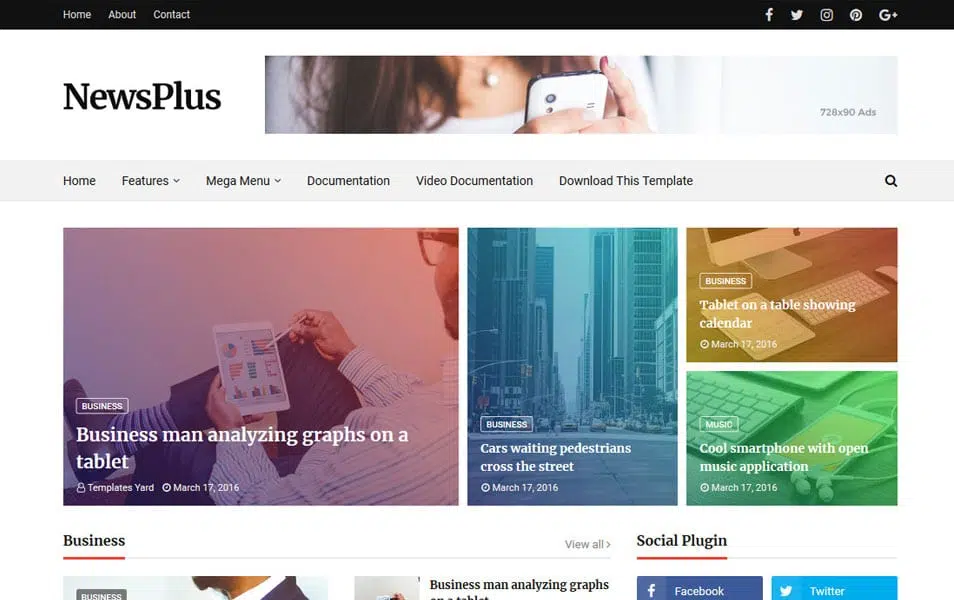 Home About Contact
NewsPlus
728x90 Ads
Home Features Mega Menu Documentation Video Documentation Download This Template
BUSINESS
Business man analyzing graphs on a
tablet
Templates Yard March 17, 2016
BUSINESS
Cars waiting pedestrians
cross the street
March 17, 2016
BUSINESS
Tablet on a table showing
calendar
March 17, 2016
MUSIC
Cool smartphone with open
music application
March 17, 2016
Business
View all
BUSINESS
Business man analyzing graphs
on a tablet
Social Plugin
Facebook
Twitter